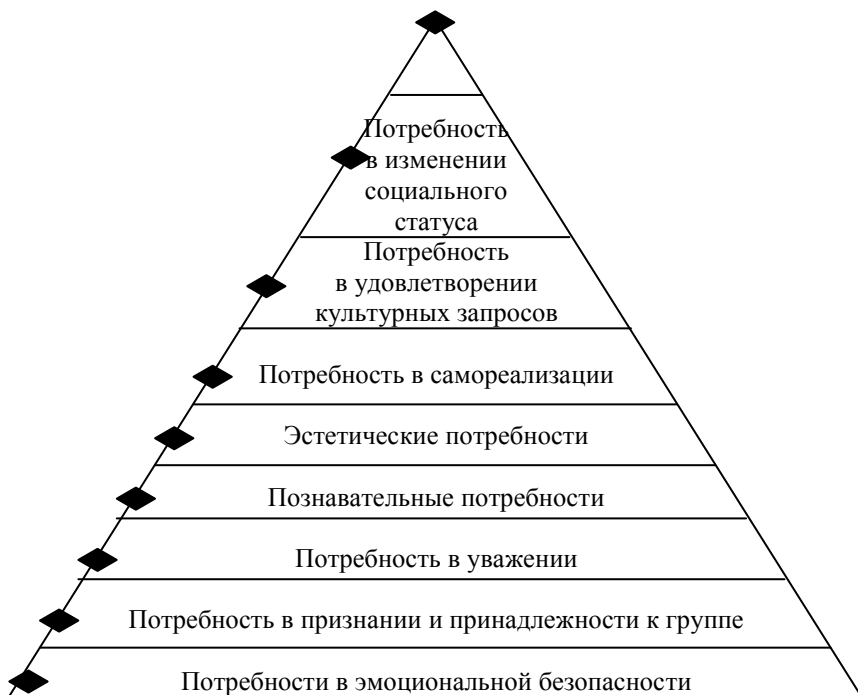 Потребность
в изменении
социального
статуса
Потребность
в удовлетворении
культурных запросов
Потребность в самореализации
Эстетические потребности
Познавательные потребности
Потребность в уважении
Потребность в признании и принадлежности к группе
Потребности в эмоциональной безопасности